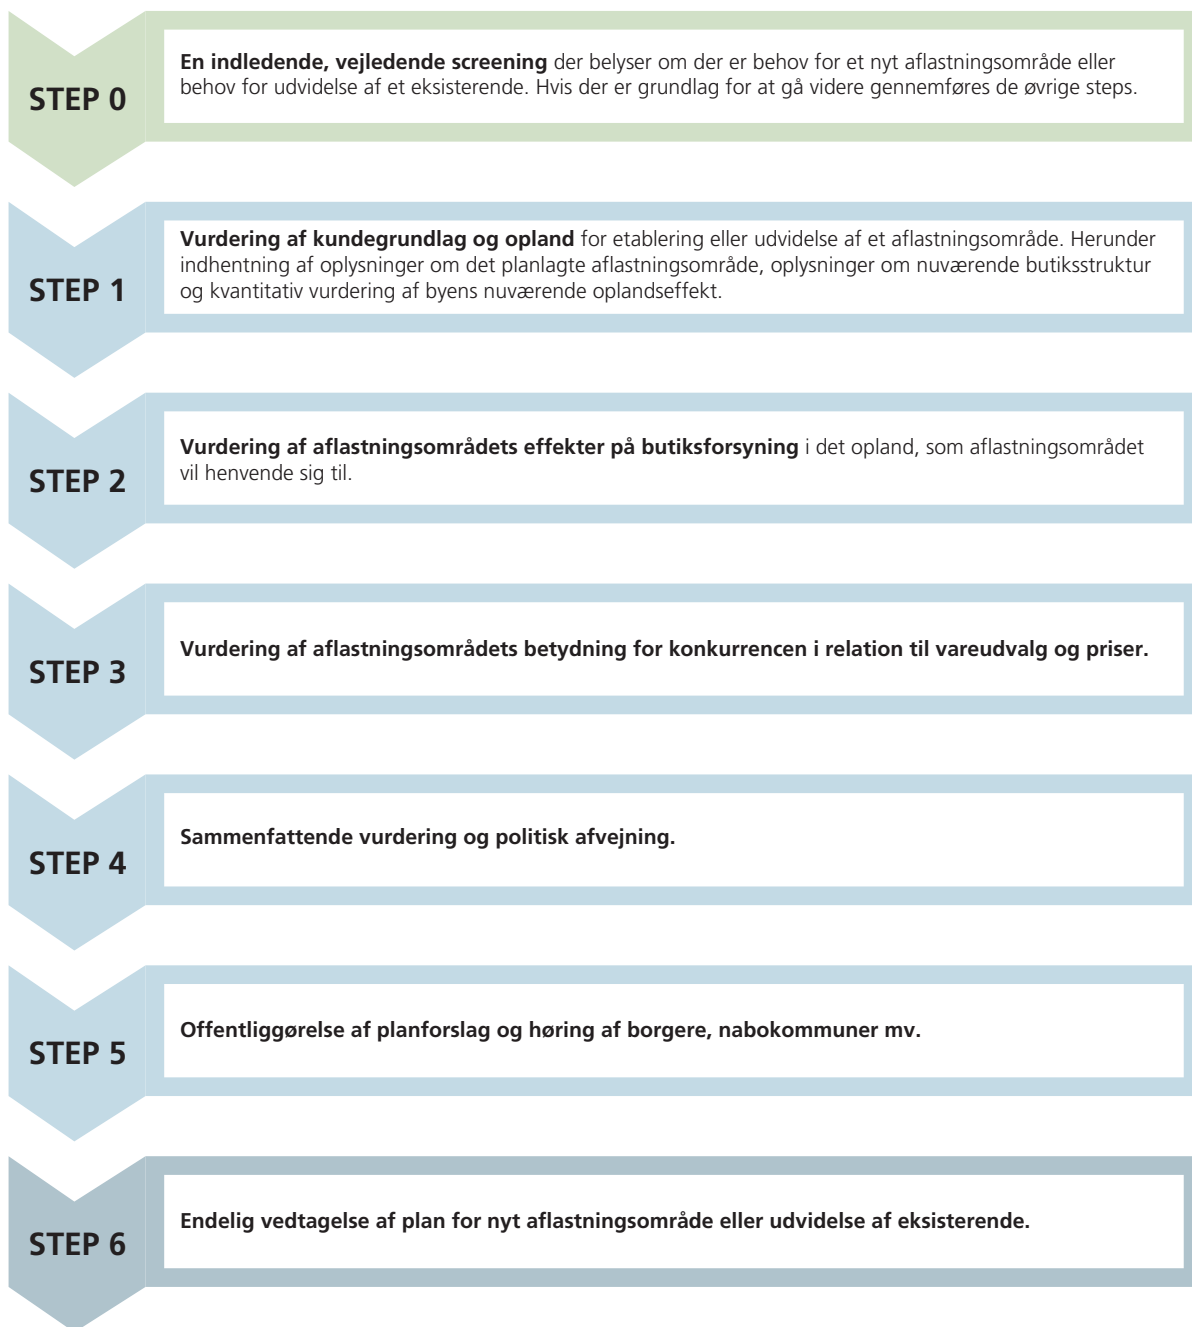 STEP 0
En indledende, vejledende screening der belyser om der er behov for et nyt aflastningsområde eller
behov for udvidelse af et eksisterende. Hvis der er grundlag for at gå videre gennemføres de øvrige steps.
STEP 1
Vurdering af kundegrundlag og opland for etablering eller udvidelse af et aflastningsområde. Herunder
indhentning af oplysninger om det planlagte aflastningsområde, oplysninger om nuværende butiksstruktur
og kvantitativ vurdering af byens nuværende oplandseffekt.
STEP 2
Vurdering af aflastningsområdets effekter på butiksforsyning i det opland, som aflastningsområdet
vil henvende sig til.
STEP 3
Vurdering af aflastningsområdets betydning for konkurrencen i relation til vareudvalg og priser.
STEP 4
Sammenfattende vurdering og politisk afvejning.
STEP 5
Offentliggørelse af planforslag og høring af borgere, nabokommuner mv.
STEP 6
Endelig vedtagelse af plan for nyt aflastningsområde eller udvidelse af eksisterende.